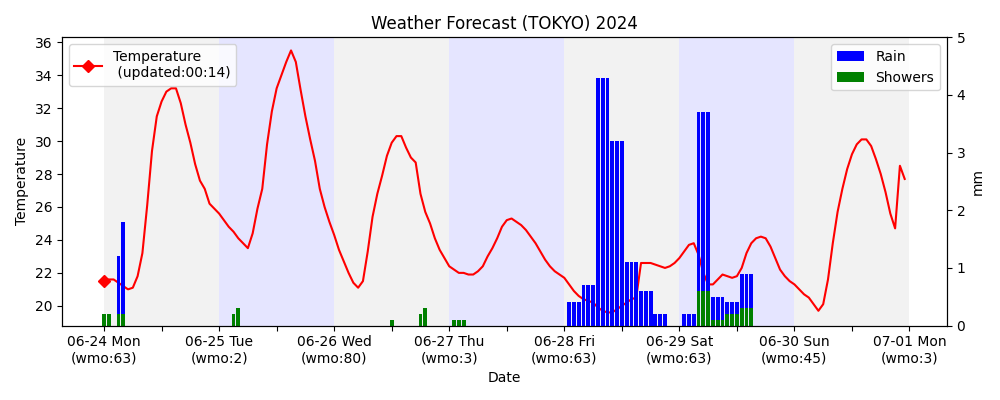 Weather Forecast (TOKYO) 2024
Temperature
(updated:00:14)
Rain
Showers
Temperature
36
34
32
30
28
26
24
22
20
5
4
3
2
1
0
mm
06-24 Mon
(wmo:63)
06-25 Tue
(wmo:2)
06-26 Wed
(wmo:80)
06-27 Thu
(wmo:3)
06-28 Fri
(wmo:63)
06-29 Sat
(wmo:63)
06-30 Sun
(wmo:45)
07-01 Mon
(wmo:3)
Date